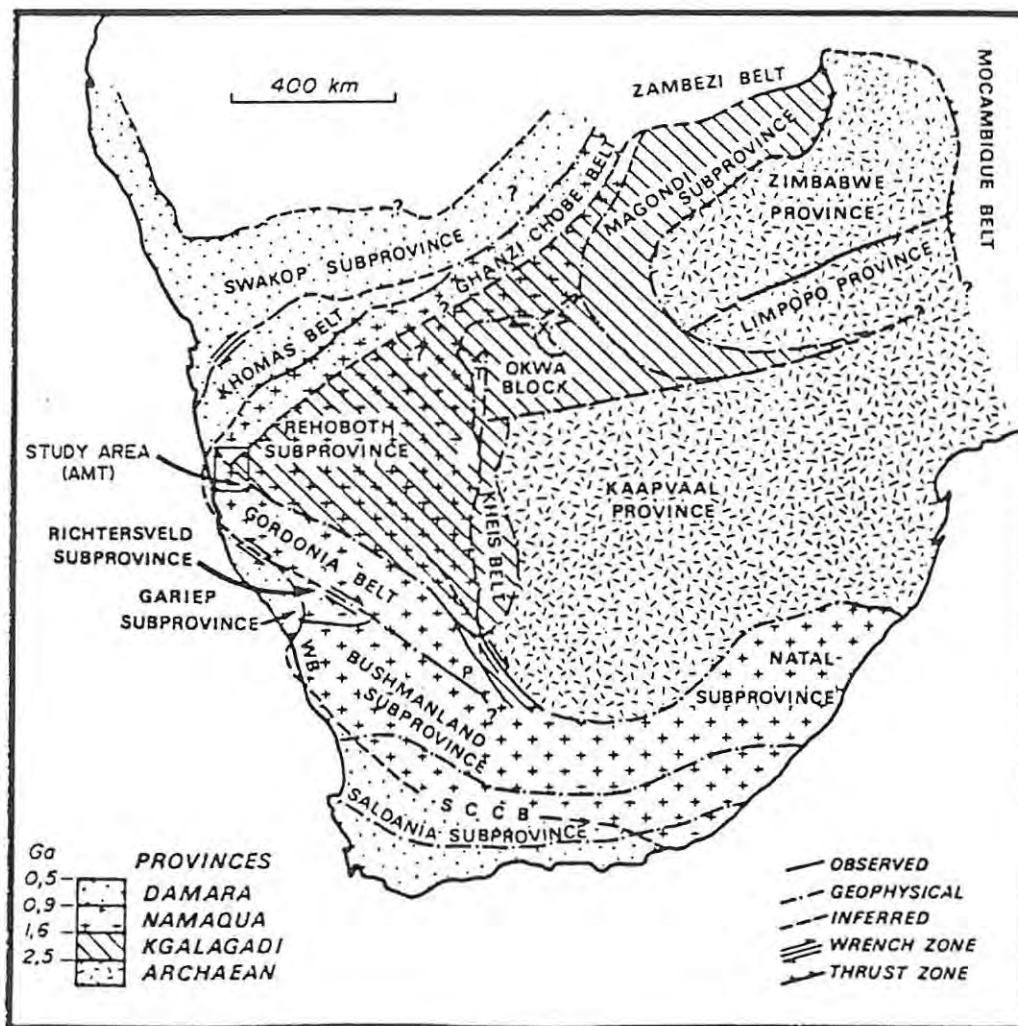 400 km
ZAMBEZI BELT
MOCAMBIQUE BELT
MAGONDI
SUBPROVINCE
ZIMBABWE
PROVINCE
?
?
SWAKOP SUBPROVINCE
GHANZI CHOBE BELT
?
LIMPOPO PROVINCE
?
?
KHOMAS BELT
?
OKWA
BLOCK
REHOBOTH
SUBPROVINCE
STUDY AREA
(AMT)
KAAPVAAL
PROVINCE
KHEIS BELT
GORDONIA BELT
RICHTERSVELD
SUBPROVINCE
GARIEP
SUBPROVINCE
WB
BUSHMANLAND
SUBPROVINCE
?
?
NATAL-
SUBPROVINCE
S C C B
SALDANIA SUBPROVINCE
Ga
PROVINCES
0,5
DAMARA
0,9
NAMAQUA
1,6
KGALAGADI
2,5
ARCHAEAN
OBSERVED
GEOPHYSICAL
INFERRED
WRENCH ZONE
THRUST ZONE